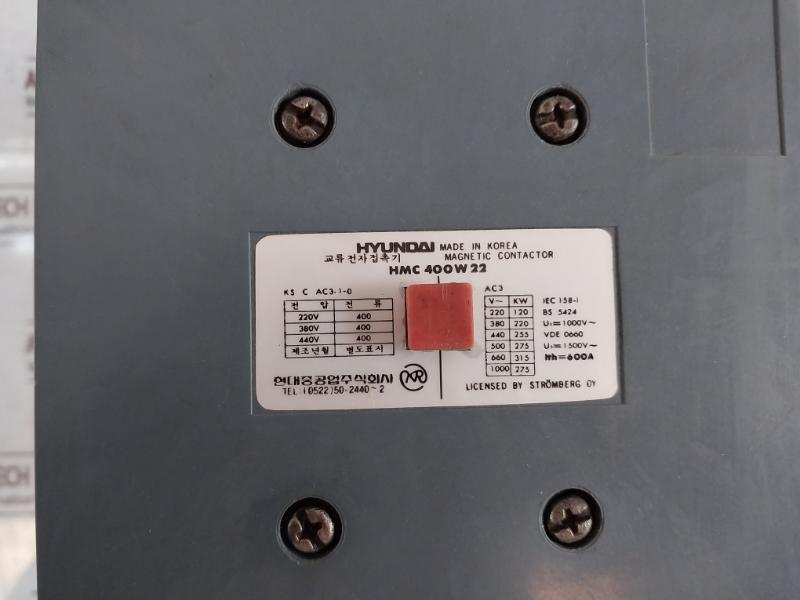 HYUNDAI MADE IN KOREA
교류전자접촉기 MAGNETIC CONTACTOR
HMC 400W22
KS C AC3-1-0
전 압 전 류
220V 400
380V 400
440V 400
제조년월 별도표시
현대중공업주식회사
TEL:(0522)50-2440~2
AC3
V~ KW
220 120
380 220
440 255
500 275
660 315
1000 275
IEC 158-1
BS 5424
Ui=1000V~
VDE 0660
Ui=1500V~
Ith=600A
LICENSED BY STRÖMBERG OY
ECH
ECH